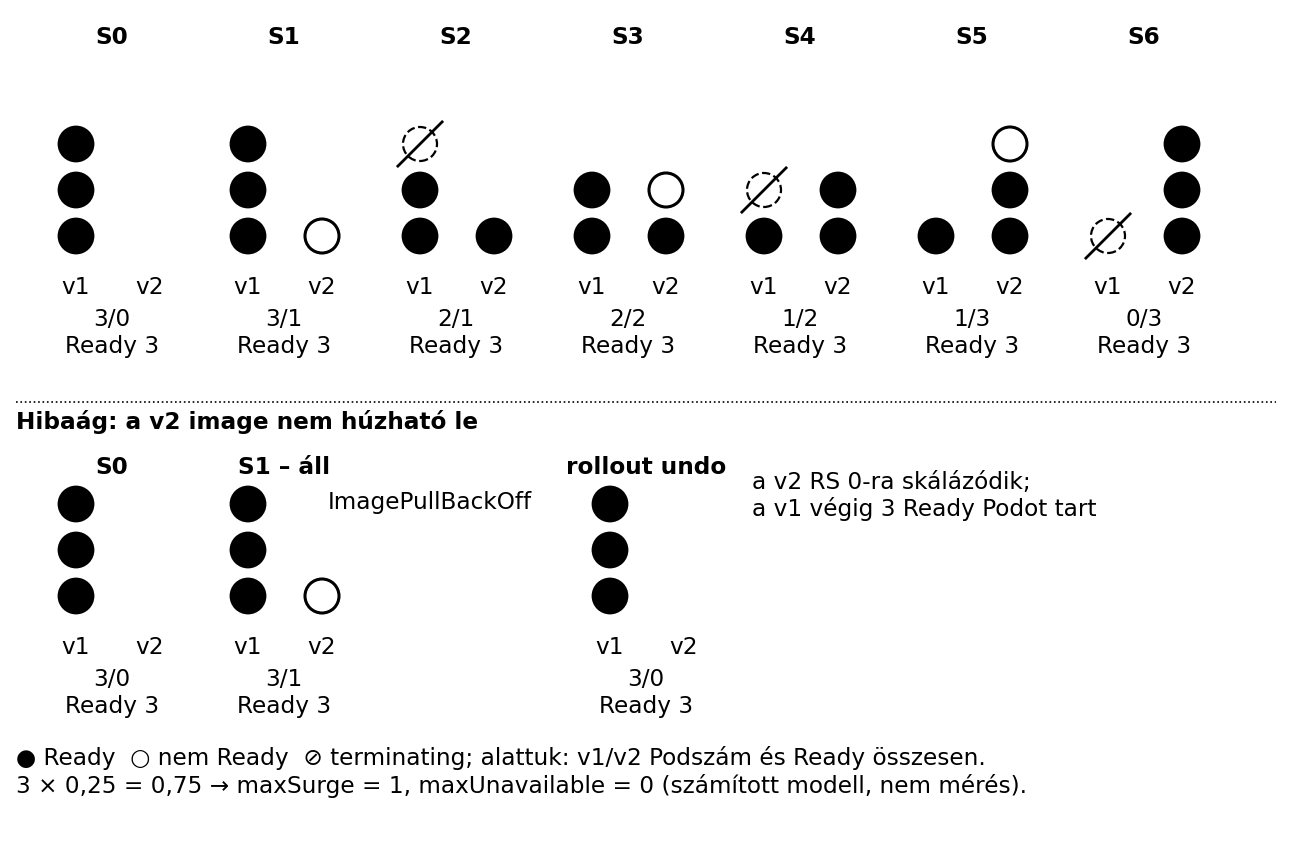 S0 S1 S2 S3 S4 S5 S6
v1 v2 v1 v2 v1 v2 v1 v2 v1 v2 v1 v2 v1 v2
3/0 3/1 2/1 2/2 1/2 1/3 0/3
Ready 3 Ready 3 Ready 3 Ready 3 Ready 3 Ready 3 Ready 3
Hibaág: a v2 image nem húzható le
S0 S1 – áll rollout undo
a v2 RS 0-ra skálázódik;
ImagePullBackOff
a v1 végig 3 Ready Podot tart
v1 v2 v1 v2 v1 v2
3/0 3/1 3/0
Ready 3 Ready 3 Ready 3
● Ready ○ nem Ready ⊘ terminating; alattuk: v1/v2 Podszám és Ready összesen.
3 × 0,25 = 0,75 → maxSurge = 1, maxUnavailable = 0 (számított modell, nem mérés).